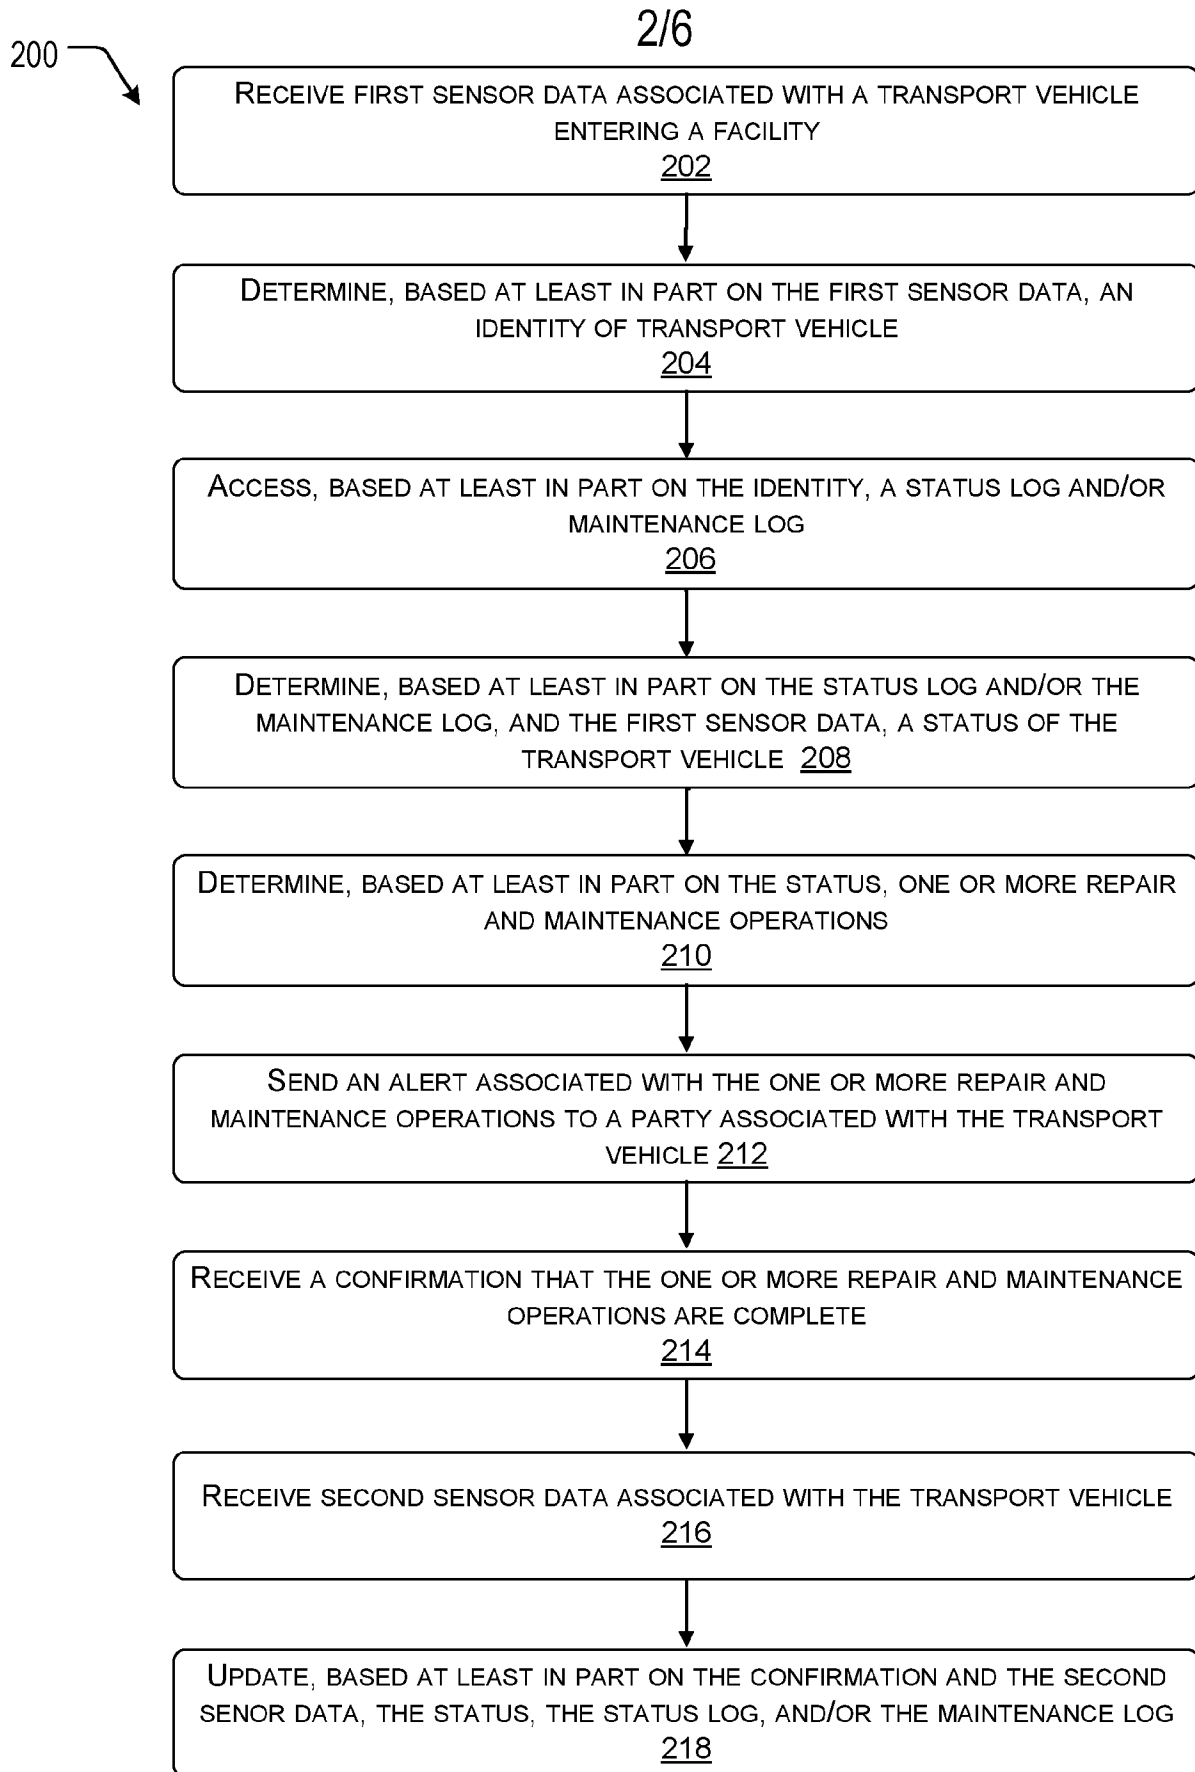 2/6
200
RECEIVE FIRST SENSOR DATA ASSOCIATED WITH A TRANSPORT VEHICLE
ENTERING A FACILITY
202
DETERMINE, BASED AT LEAST IN PART ON THE FIRST SENSOR DATA, AN
IDENTITY OF TRANSPORT VEHICLE
204
ACCESS, BASED AT LEAST IN PART ON THE IDENTITY, A STATUS LOG AND/OR
MAINTENANCE LOG
206
DETERMINE, BASED AT LEAST IN PART ON THE STATUS LOG AND/OR THE
MAINTENANCE LOG, AND THE FIRST SENSOR DATA, A STATUS OF THE
TRANSPORT VEHICLE 208
DETERMINE, BASED AT LEAST IN PART ON THE STATUS, ONE OR MORE REPAIR
AND MAINTENANCE OPERATIONS
210
SEND AN ALERT ASSOCIATED WITH THE ONE OR MORE REPAIR AND
MAINTENANCE OPERATIONS TO A PARTY ASSOCIATED WITH THE TRANSPORT
VEHICLE 212
RECEIVE A CONFIRMATION THAT THE ONE OR MORE REPAIR AND MAINTENANCE
OPERATIONS ARE COMPLETE
214
RECEIVE SECOND SENSOR DATA ASSOCIATED WITH THE TRANSPORT VEHICLE
216
UPDATE, BASED AT LEAST IN PART ON THE CONFIRMATION AND THE SECOND
SENOR DATA, THE STATUS, THE STATUS LOG, AND/OR THE MAINTENANCE LOG
218